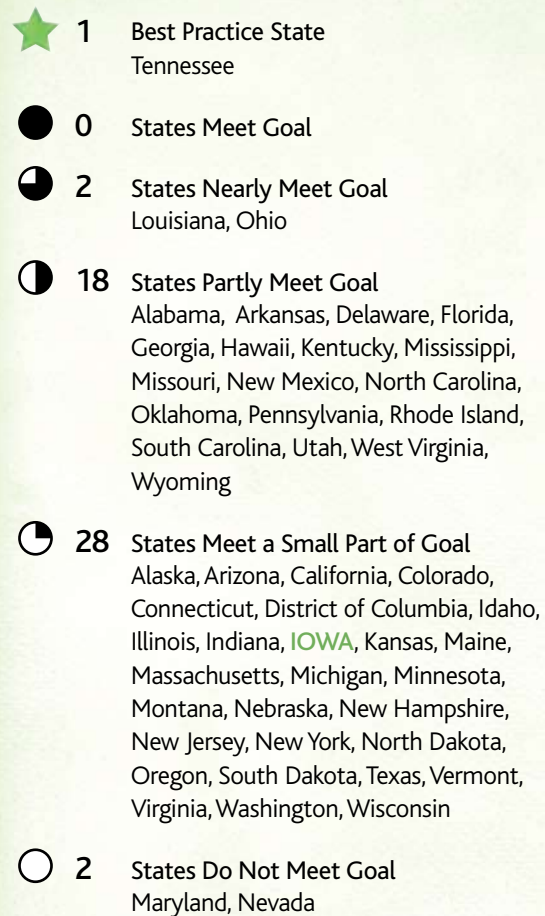 1 Best Practice State
Tennessee
0 States Meet Goal
2 States Nearly Meet Goal
Louisiana, Ohio
18 States Partly Meet Goal
Alabama, Arkansas, Delaware, Florida,
Georgia, Hawaii, Kentucky, Mississippi,
Missouri, New Mexico, North Carolina,
Oklahoma, Pennsylvania, Rhode Island,
South Carolina, Utah, West Virginia,
Wyoming
28 States Meet a Small Part of Goal
Alaska, Arizona, California, Colorado,
Connecticut, District of Columbia, Idaho,
Illinois, Indiana, IOWA, Kansas, Maine,
Massachusetts, Michigan, Minnesota,
Montana, Nebraska, New Hampshire,
New Jersey, New York, North Dakota,
Oregon, South Dakota, Texas, Vermont,
Virginia, Washington, Wisconsin
2 States Do Not Meet Goal
Maryland, Nevada